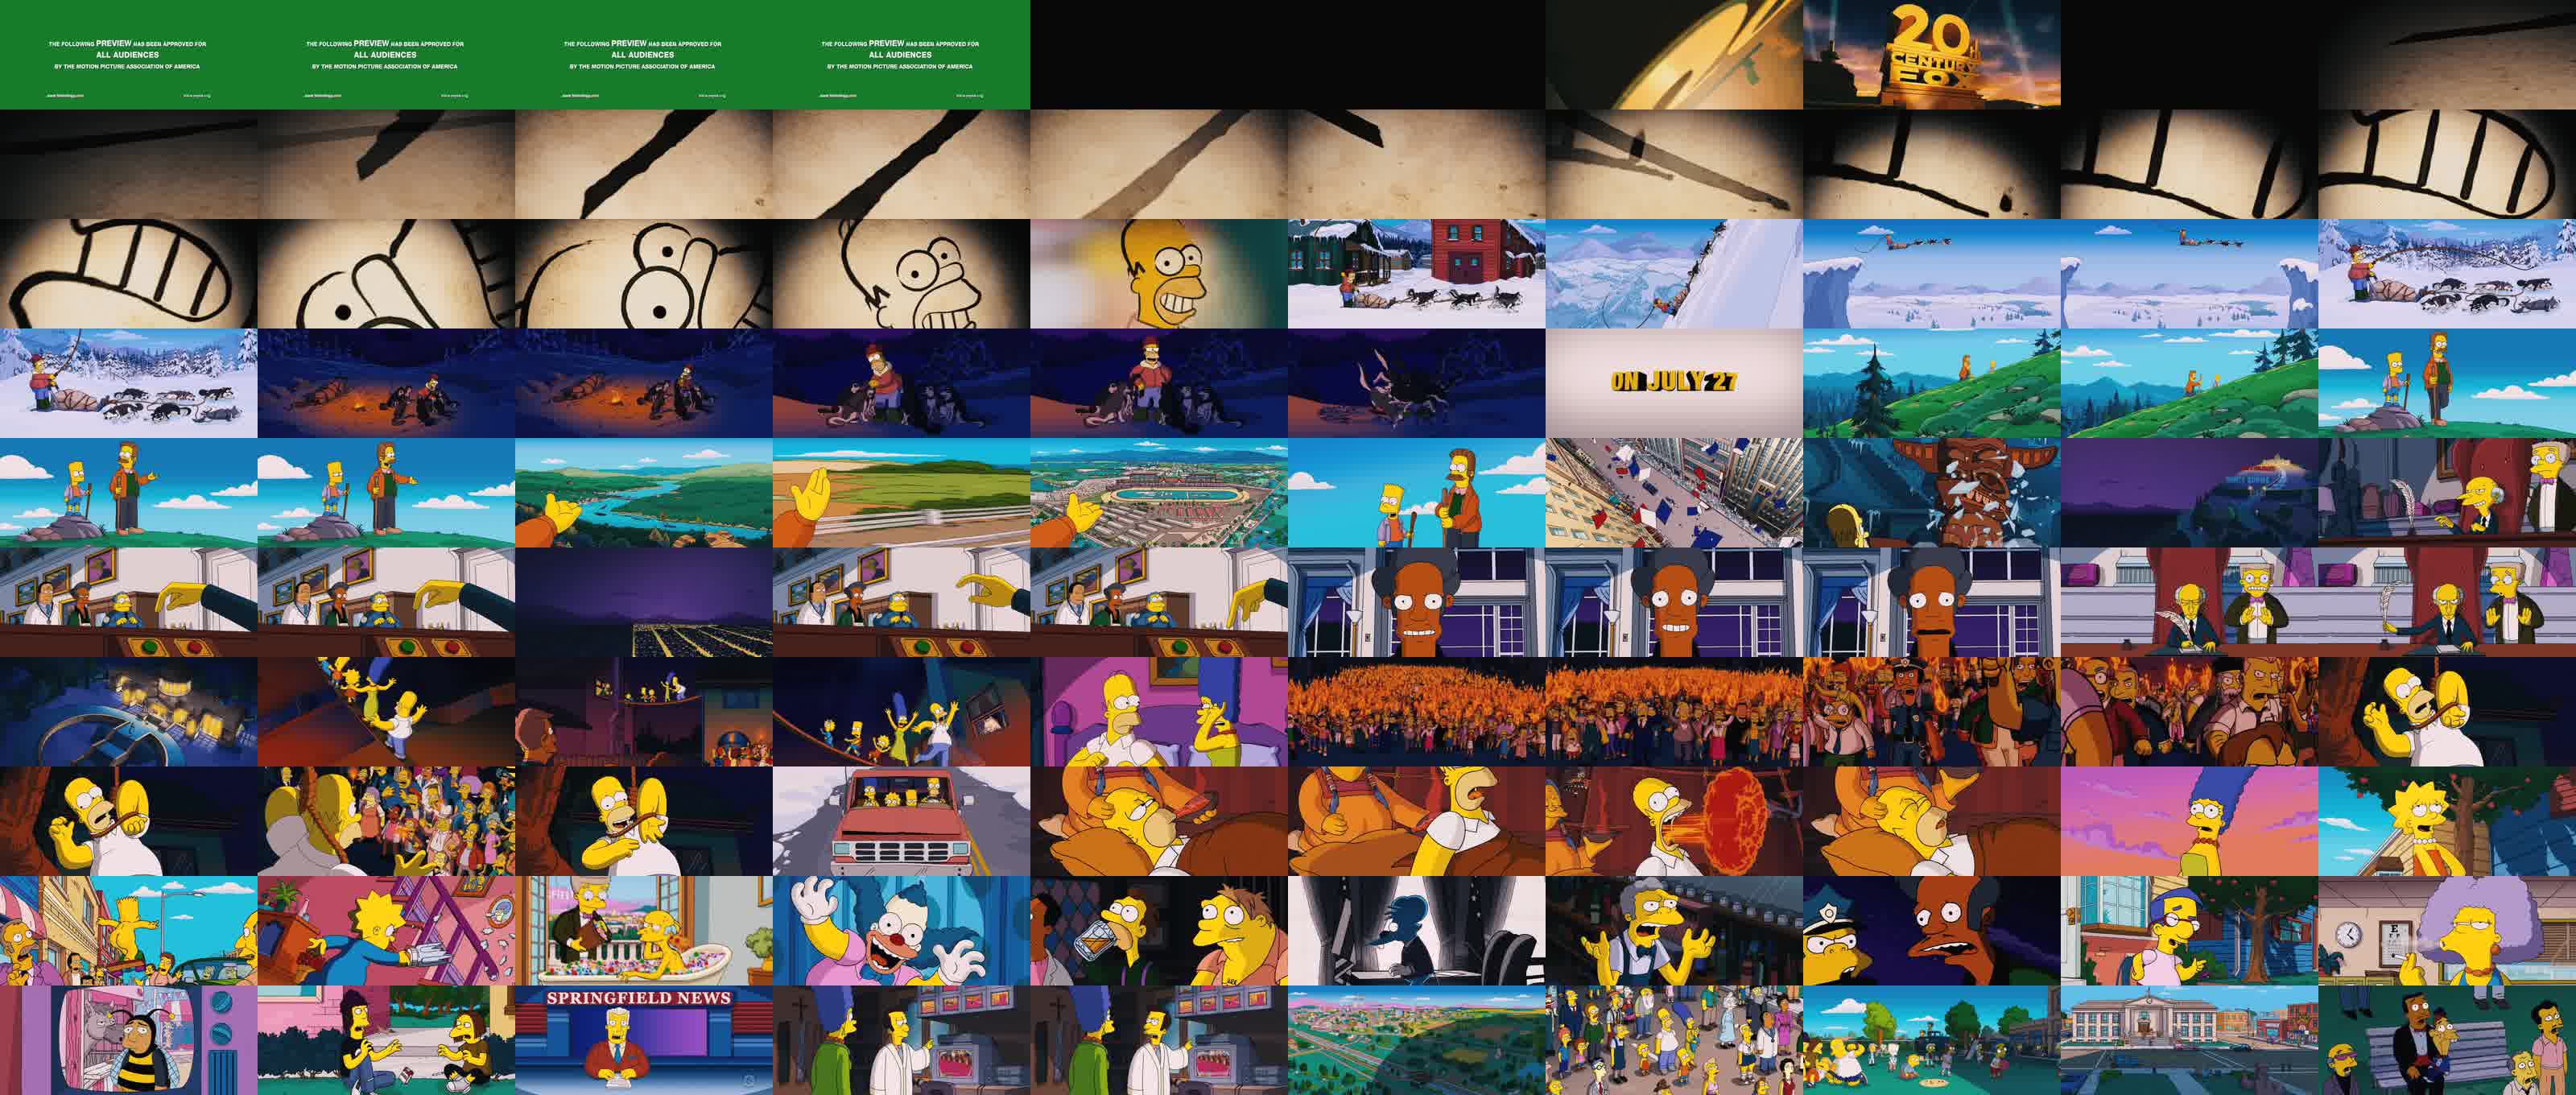 THE FOLLOWING PREVIEW HAS BEEN APPROVED FOR
ALL AUDIENCES
BY THE MOTION PICTURE ASSOCIATION OF AMERICA
THE FOLLOWING PREVIEW HAS BEEN APPROVED FOR
ALL AUDIENCES
BY THE MOTION PICTURE ASSOCIATION OF AMERICA
THE FOLLOWING PREVIEW HAS BEEN APPROVED FOR
ALL AUDIENCES
BY THE MOTION PICTURE ASSOCIATION OF AMERICA
THE FOLLOWING PREVIEW HAS BEEN APPROVED FOR
ALL AUDIENCES
BY THE MOTION PICTURE ASSOCIATION OF AMERICA
20
CENTURY
FOX
ON JULY 27
SPRINGFIELD NEWS